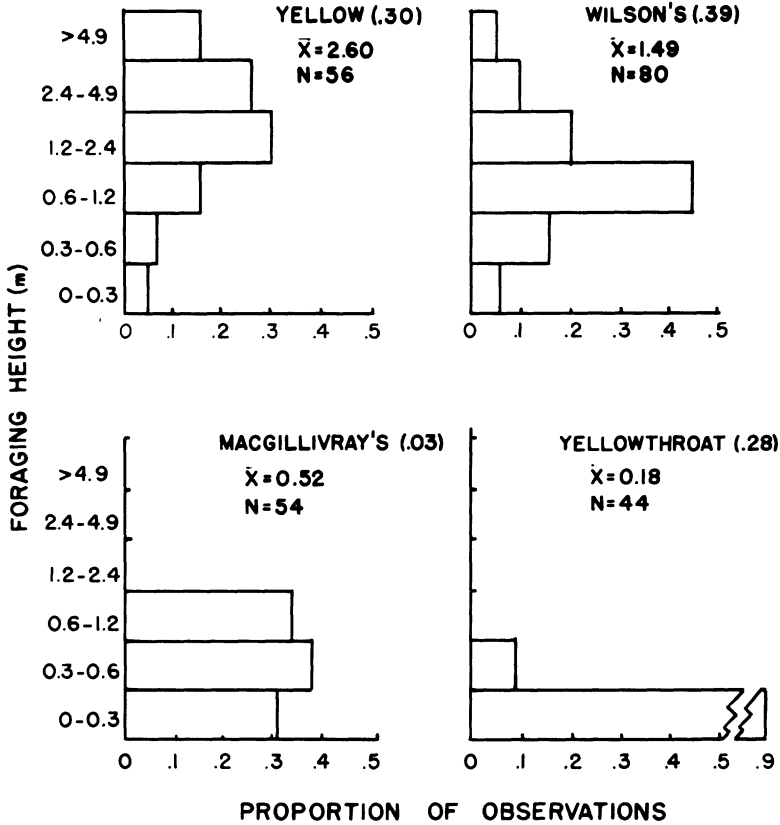 YELLOW (.30)
X̄=2.60
N=56
>4.9
2.4-4.9
1.2-2.4
0.6-1.2
0.3-0.6
0-0.3
0 .1 .2 .3 .4 .5
WILSON'S (.39)
X̄=1.49
N=80
0 .1 .2 .3 .4 .5
FORAGING HEIGHT (m)
MACGILLIVRAY'S (.03)
X̄=0.52
N=54
>4.9
2.4-4.9
1.2-2.4
0.6-1.2
0.3-0.6
0-0.3
0 .1 .2 .3 .4 .5
YELLOWTHROAT (.28)
X̄=0.18
N=44
0 .1 .2 .3 .4 .5 .9
PROPORTION OF OBSERVATIONS